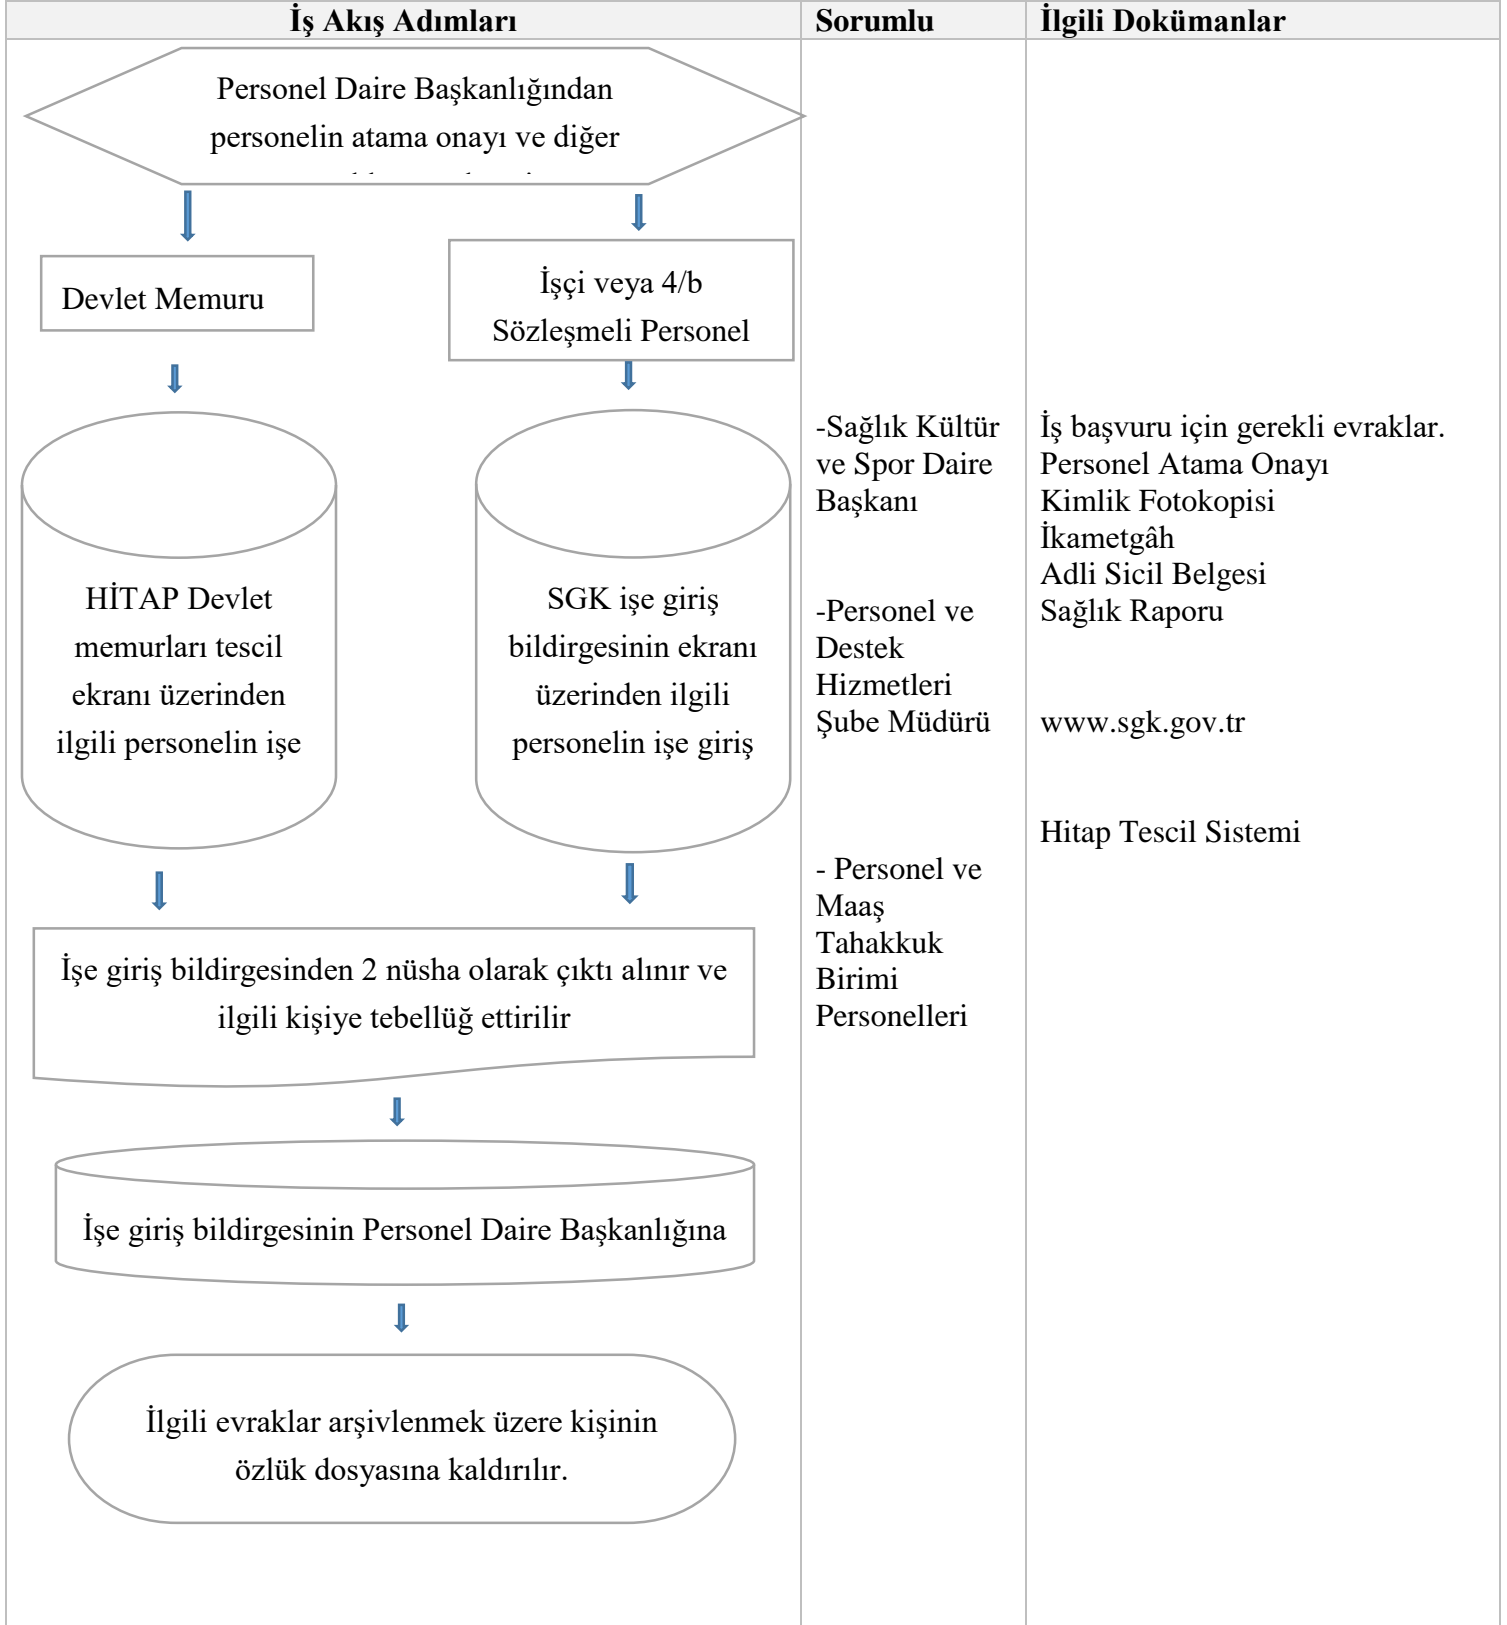 İş Akış Adımları
Sorumlu
İlgili Dokümanlar
Personel Daire Başkanlığından
personelin atama onayı ve diğer
Devlet Memuru
İşçi veya 4/b
Sözleşmeli Personel
HİTAP Devlet
memurları tescil
ekranı üzerinden
ilgili personelin işe
SGK işe giriş
bildirgesinin ekranı
üzerinden ilgili
personelin işe giriş
İşe giriş bildirgesinden 2 nüsha olarak çıktı alınır ve
ilgili kişiye tebellüğ ettirilir
İşe giriş bildirgesinin Personel Daire Başkanlığına
İlgili evraklar arşivlenmek üzere kişinin
özlük dosyasına kaldırılır.
-Sağlık Kültür
ve Spor Daire
Başkanı
-Personel ve
Destek
Hizmetleri
Şube Müdürü
- Personel ve
Maaş
Tahakkuk
Birimi
Personelleri
İş başvuru için gerekli evraklar.
Personel Atama Onayı
Kimlik Fotokopisi
İkametgâh
Adli Sicil Belgesi
Sağlık Raporu
www.sgk.gov.tr
Hitap Tescil Sistemi